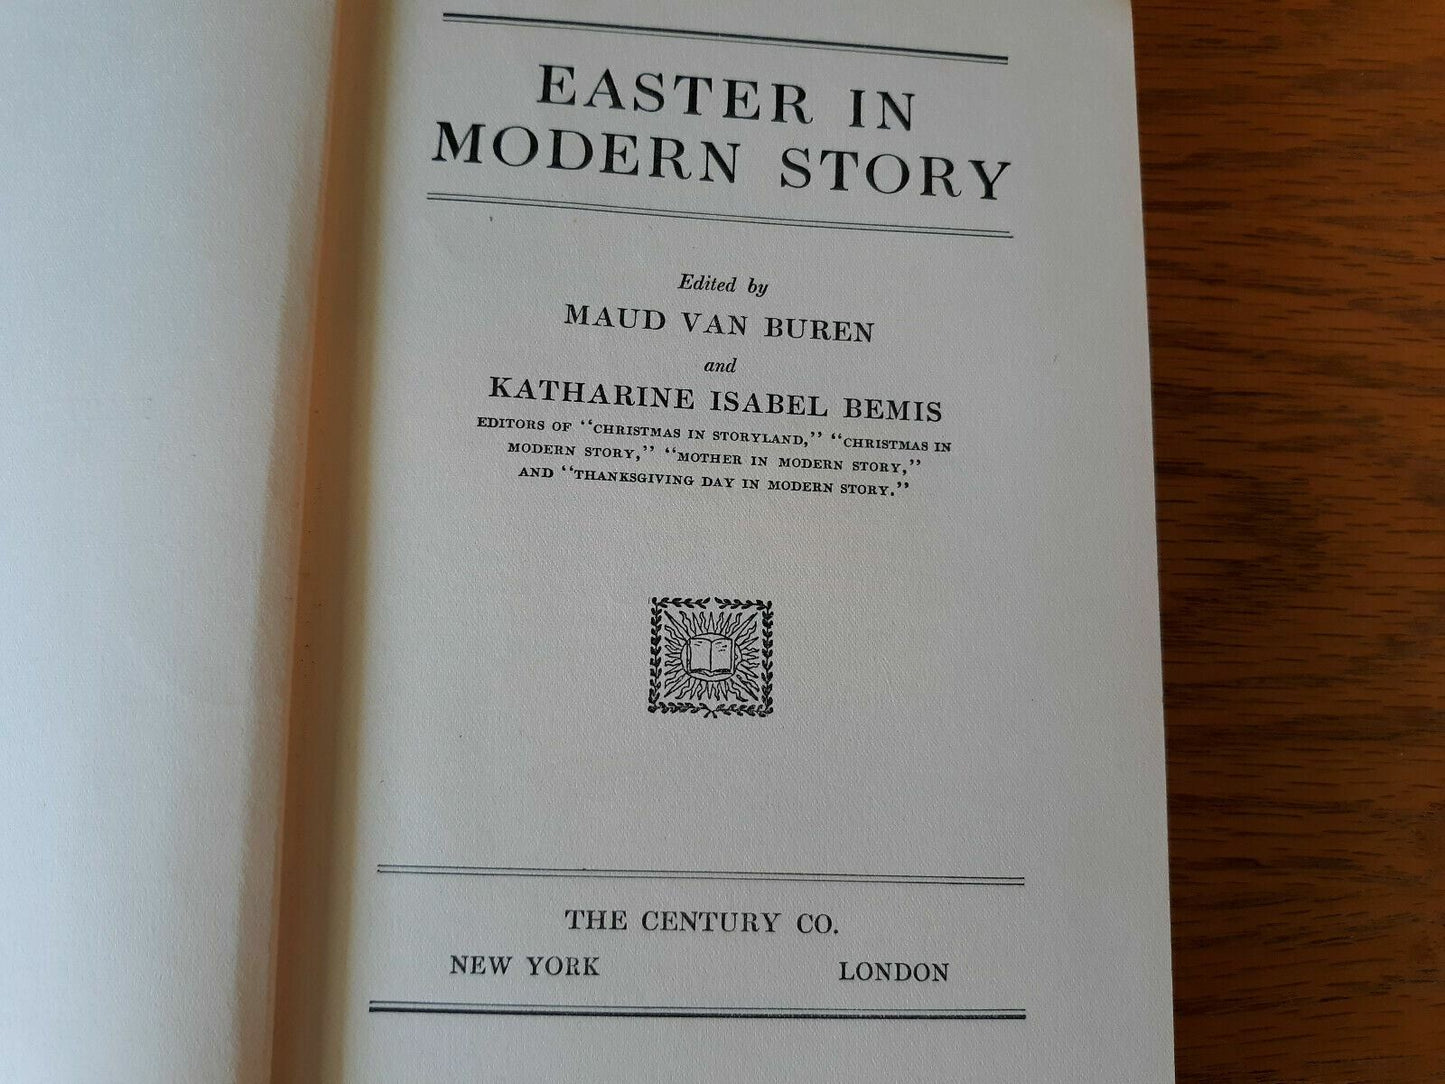 EASTER IN
MODERN STORY
Edited by
MAUD VAN BUREN
and
KATHARINE ISABEL BEMIS
EDITORS OF "CHRISTMAS IN STORYLAND," "CHRISTMAS IN
MODERN STORY," "MOTHER IN MODERN STORY,"
AND "THANKSGIVING DAY IN MODERN STORY."
THE CENTURY CO.
NEW YORK LONDON